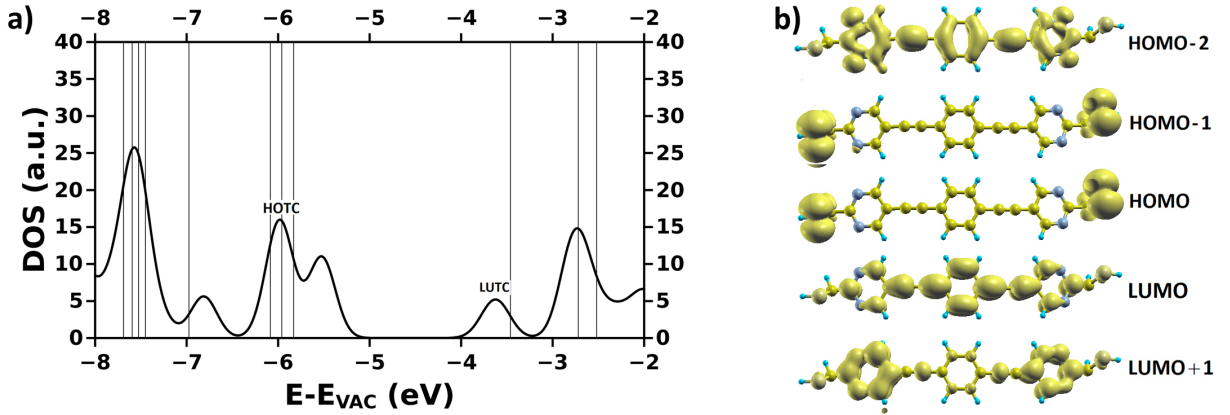 a)
−8 −7 −6 −5 −4 −3 −2
40 40
35 35
30 30
25 25
20 20
15 15
10 10
5 5
0 0
HOTC
LUTC
DOS (a.u.)
−8 −7 −6 −5 −4 −3 −2
E-EVAC (eV)
b)
HOMO-2
HOMO-1
HOMO
LUMO
LUMO+1